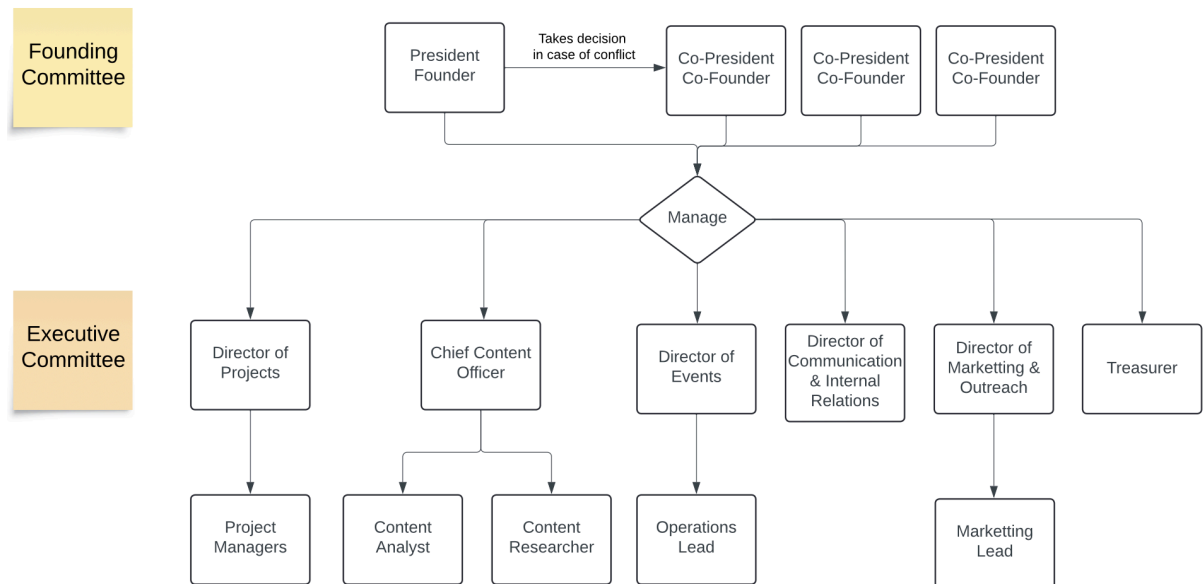 Founding
Committee
President
Founder
Takes decision
in case of conflict
Co-President
Co-Founder
Co-President
Co-Founder
Co-President
Co-Founder
Manage
Executive
Committee
Director of
Projects
Chief Content
Officer
Director of
Events
Director of
Communication
& Internal
Relations
Director of
Marketing &
Outreach
Treasurer
Project
Managers
Content
Analyst
Content
Researcher
Operations
Lead
Marketting
Lead